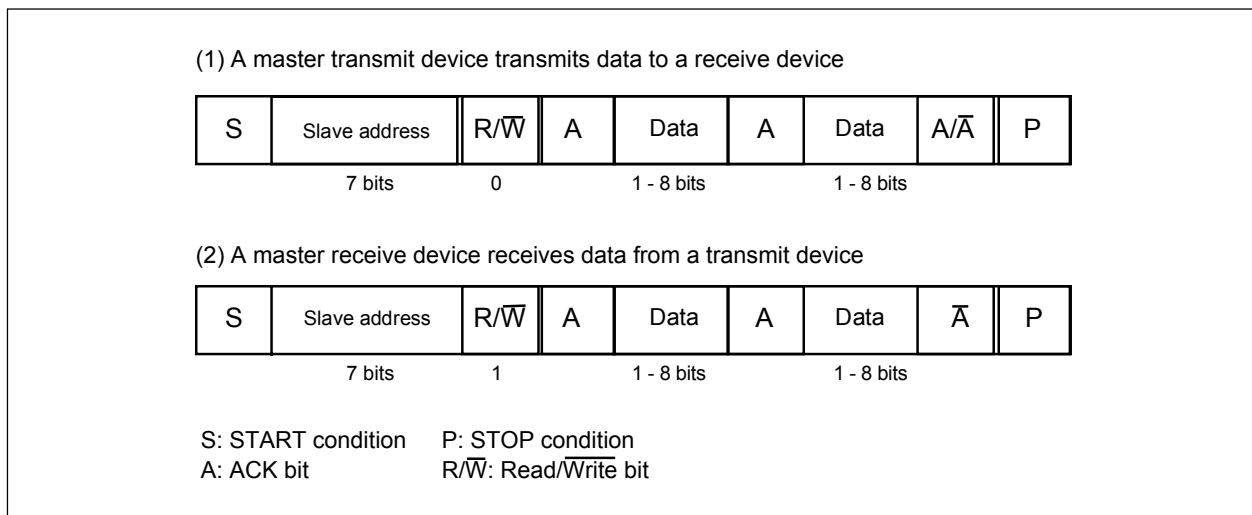 (1) A master transmit device transmits data to a receive device
S Slave address R/W̅ A Data A Data A/A̅ P
7 bits 0 1 - 8 bits 1 - 8 bits
(2) A master receive device receives data from a transmit device
S Slave address R/W̅ A Data A Data A̅ P
7 bits 1 1 - 8 bits 1 - 8 bits
S: START condition P: STOP condition
A: ACK bit R/W̅: Read/W̅r̅i̅t̅e̅ bit